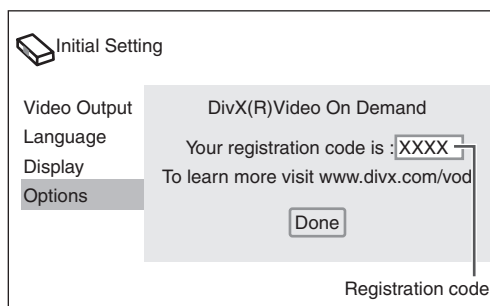 Initial Setting
Video Output
Language
Display
Options
DivX(R)Video On Demand
Your registration code is : XXXX
To learn more visit www.divx.com/vod
Done
Registration code